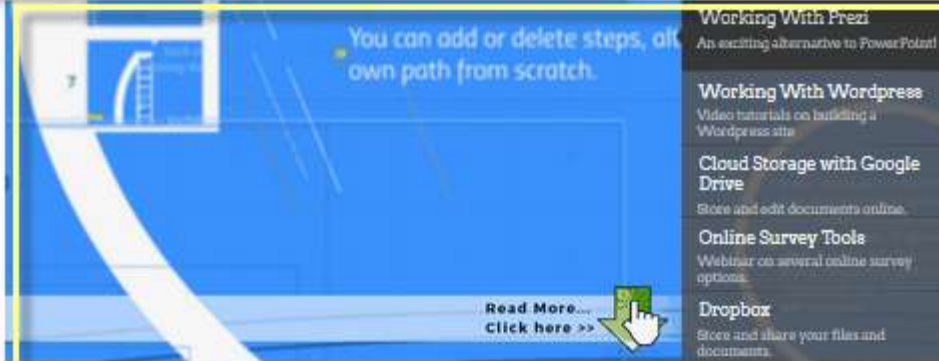 You can add or delete steps, alt
own path from scratch.
7
Read More...
Click here >>
Working With Prezi
An exciting alternative to PowerPoint!
Working With Wordpress
Video tutorials on building a
Wordpress site
Cloud Storage with Google
Drive
Store and edit documents online.
Online Survey Tools
Webinar on several online survey
options.
Dropbox
Store and share your files and
documents.